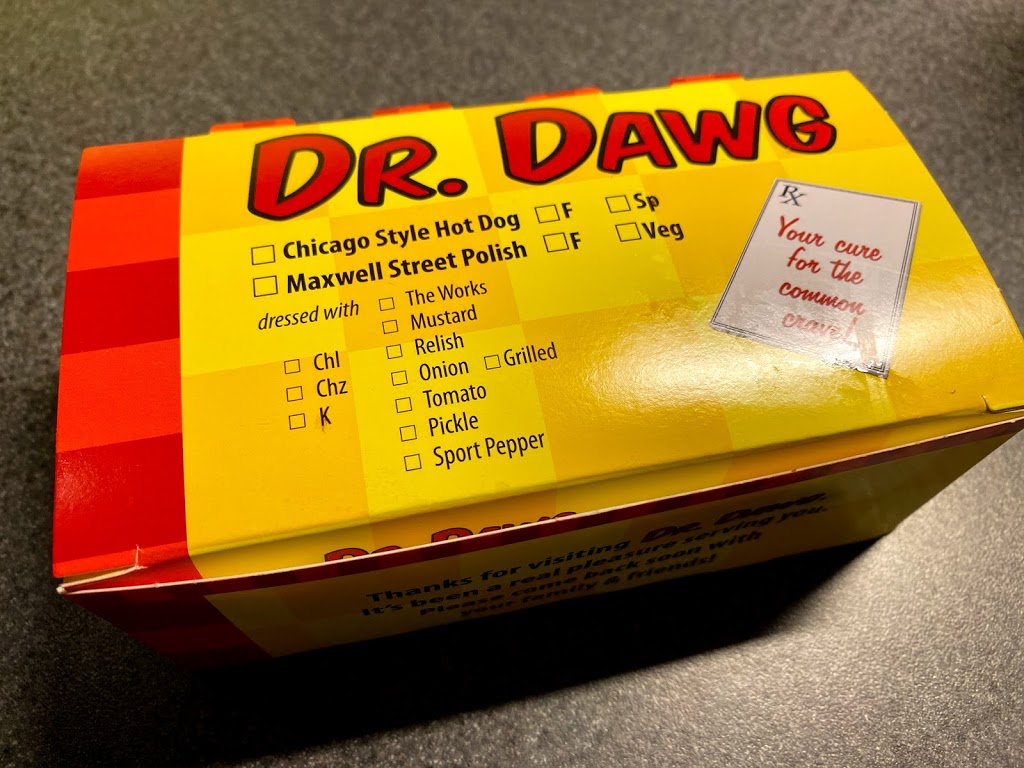 DR. DAWG
Chicago Style Hot Dog F Sp
Maxwell Street Polish F Veg
dressed with
The Works
Mustard
Relish
Onion Grilled
Tomato
Pickle
Sport Pepper
Chl
Chz
K
Rx
Your cure
for the
common
crave!
DR. DAWG
Thanks for visiting Dr. Dawg.
It's been a real pleasure serving you.
Please come back soon with
your family & friends!